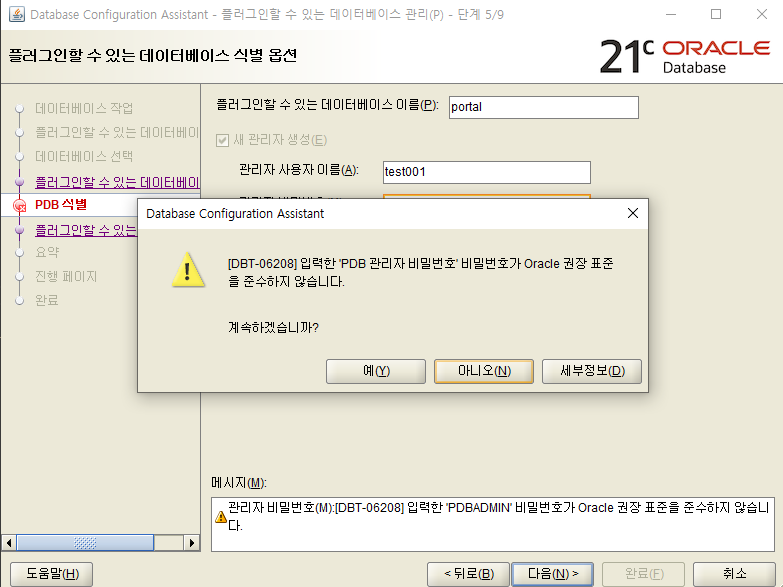 Database Configuration Assistant - 플러그인할 수 있는 데이터베이스 관리(P) - 단계 5/9
플러그인할 수 있는 데이터베이스 식별 옵션
21c ORACLE
Database
데이터베이스 작업
플러그인할 수 있는 데이터베이
데이터베이스 선택
플러그인할 수 있는 데이터베이
PDB 식별
플러그인할 수 있는
요약
진행 페이지
완료
플러그인할 수 있는 데이터베이스 이름(P): portal
새 관리자 생성(E)
관리자 사용자 이름(A): test001
Database Configuration Assistant
[DBT-06208] 입력한 'PDB 관리자 비밀번호' 비밀번호가 Oracle 권장 표준
을 준수하지 않습니다.
계속하겠습니까?
예(Y) 아니오(N) 세부정보(D)
메시지(M):
관리자 비밀번호(M):[DBT-06208] 입력한 'PDBADMIN' 비밀번호가 Oracle 권장 표준을 준수하지 않습니
다.
도움말(H) < 뒤로(B) 다음(N) > 완료(F) 취소